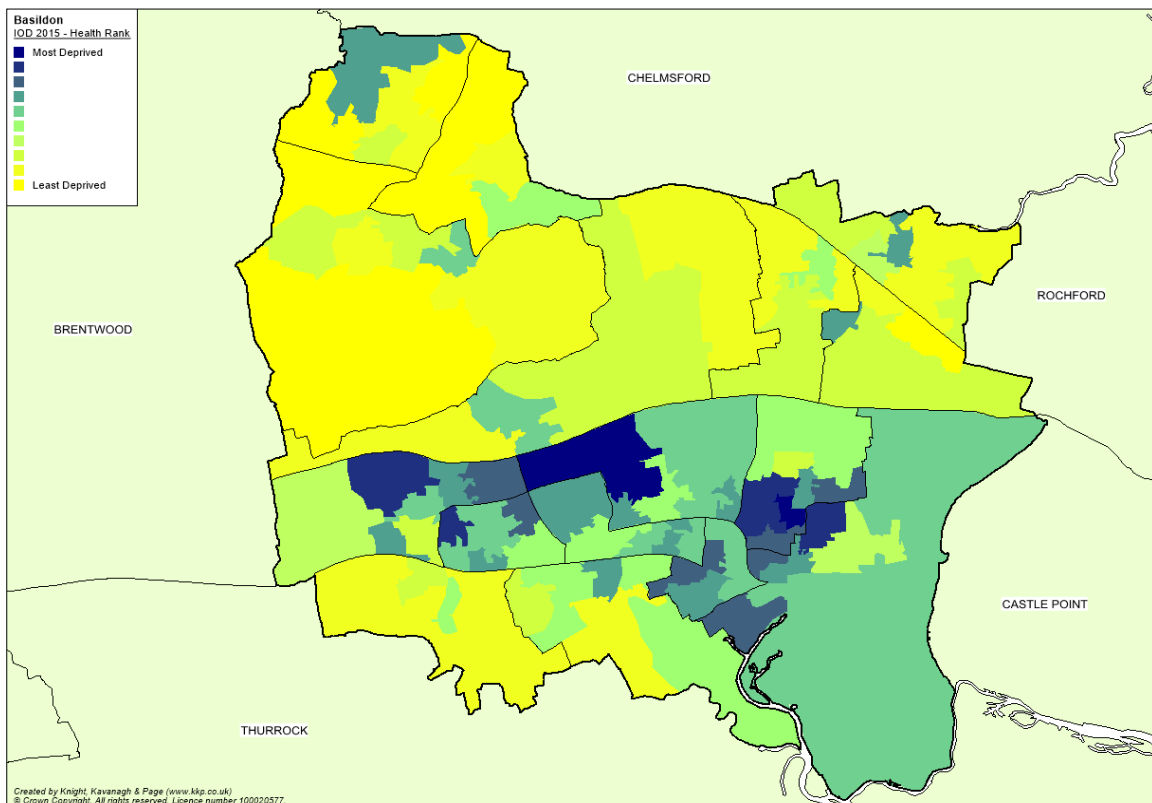 Basildon
IOD 2015 - Health Rank
Most Deprived
Least Deprived
CHELMSFORD
ROCHFORD
BRENTWOOD
CASTLE POINT
THURROCK
Created by Knight, Kavanagh & Page (www.kkp.co.uk)
© Crown Copyright. All rights reserved. Licence number 100020577.